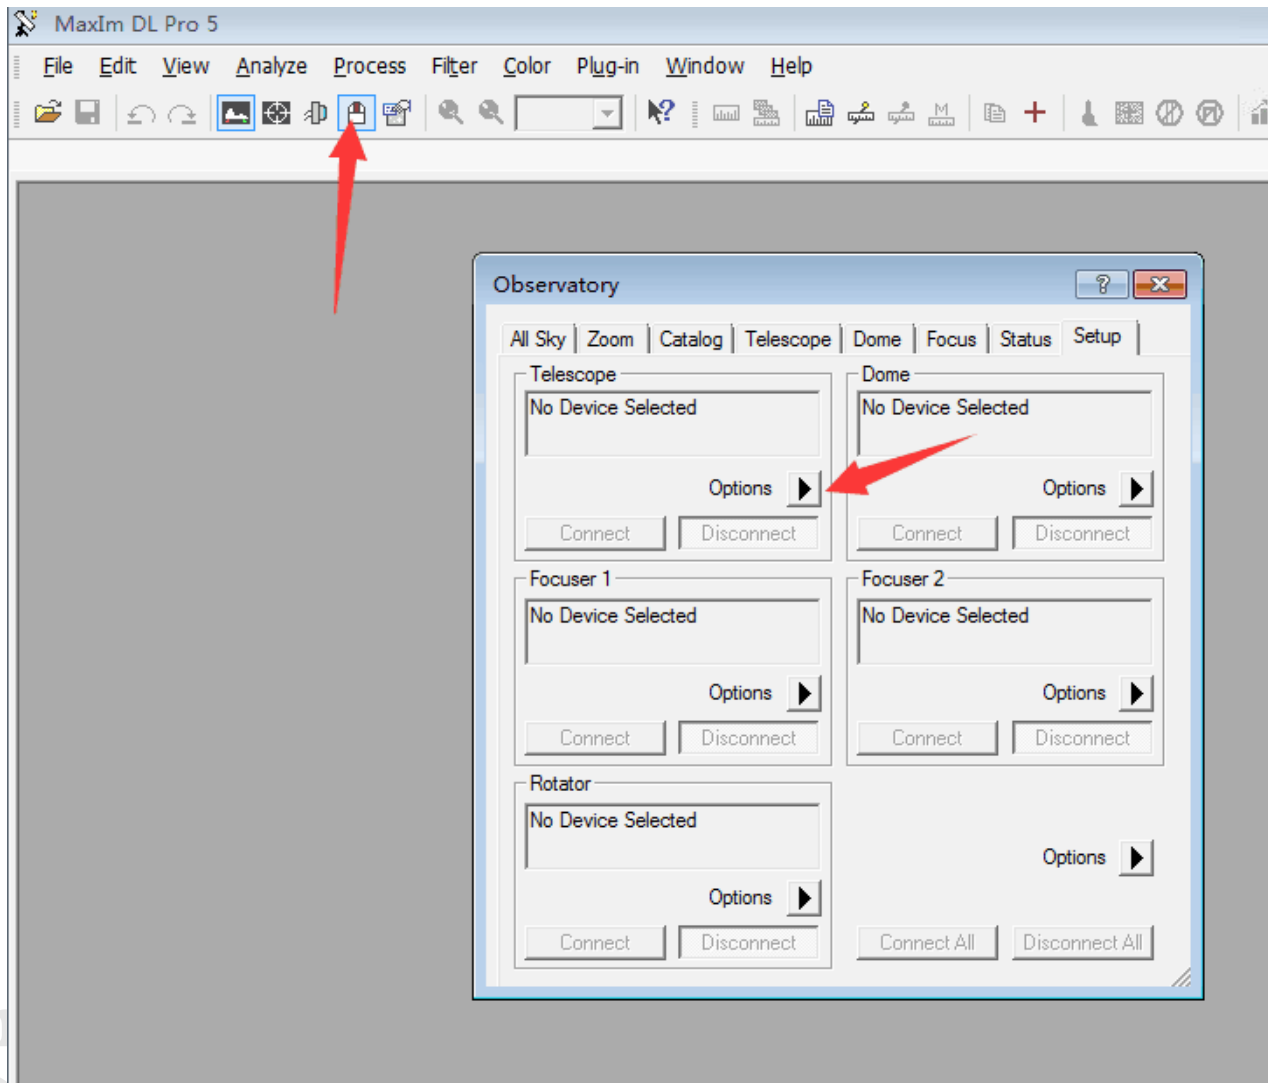 MaxIm DL Pro 5
File Edit View Analyze Process Filter Color Plug-in Window Help
Observatory
All Sky Zoom Catalog Telescope Dome Focus Status Setup
Telescope Dome
No Device Selected No Device Selected
Options Options
Connect Disconnect Connect Disconnect
Focuser 1 Focuser 2
No Device Selected No Device Selected
Options Options
Connect Disconnect Connect Disconnect
Rotator
No Device Selected
Options
Options
Connect Disconnect Connect All Disconnect All